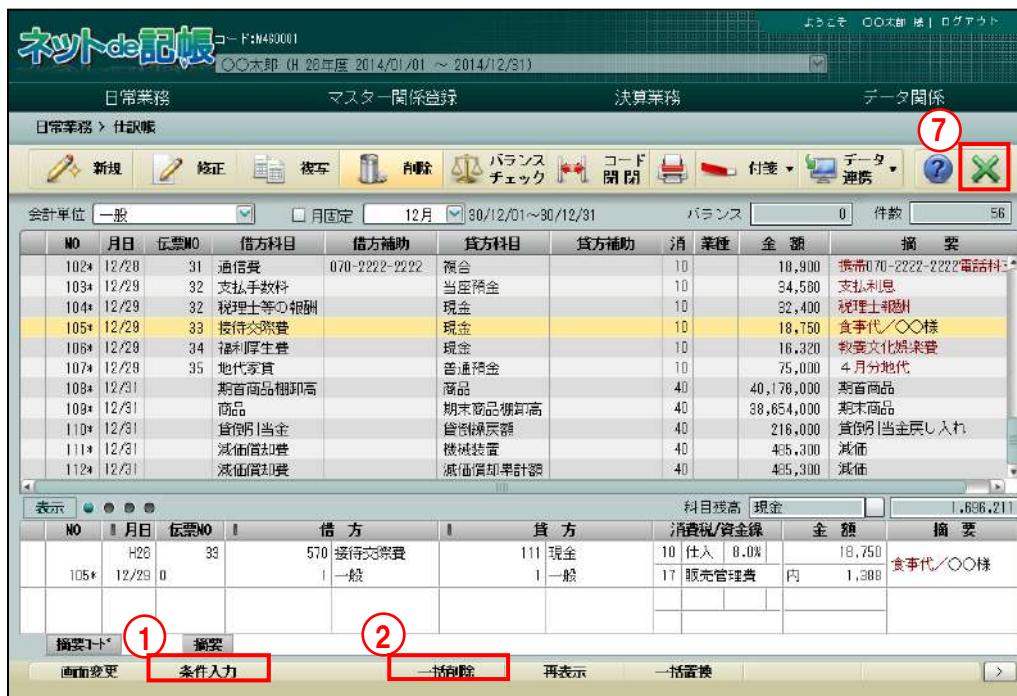 ようこそ 〇〇太郎 様 | ログアウト
ネットde記帳 コード:N460001
〇〇太郎 (H 26年度 2014/01/01 ～ 2014/12/31)
日常業務 マスター関係登録 決算業務 データ関係
日常業務 > 仕訳帳
⑦
新規 修正 複写 削除 バランスチェック コード開閉 付箋 データ連携
会計単位 一般 月固定 12月 30/12/01～30/12/31 バランス 0 件数 56
NO 月日 伝票NO 借方科目 借方補助 貸方科目 貸方補助 消 業種 金 額 摘 要
102* 12/28 31 通信費 070-2222-2222 複合 10 18,900 携帯070-2222-2222電話料
103* 12/29 32 支払手数料 当座預金 10 34,560 支払利息
104* 12/29 32 税理士等の報酬 現金 10 32,400 税理士報酬
105* 12/29 33 接待交際費 現金 10 18,750 食事代／〇〇様
106* 12/29 34 福利厚生費 現金 10 16,320 教養文化娯楽費
107* 12/29 35 地代家賃 普通預金 10 75,000 4月分地代
108* 12/31 期首商品棚卸高 商品 40 40,176,000 期首商品
109* 12/31 商品 期末商品棚卸高 40 38,654,000 期末商品
110* 12/31 貸倒引当金 貸倒繰戻額 40 216,000 貸倒引当金戻し入れ
111* 12/31 減価償却費 機械装置 40 485,300 減価
112* 12/31 減価償却費 減価償却累計額 40 485,300 減価
表示 科目残高 現金 1,696,211
NO 月日 伝票NO 借 方 貸 方 消費税/資金繰 金 額 摘 要
H26 33 570 接待交際費 111 現金 10 仕入 8.0% 18,750 食事代／〇〇様
105* 12/29 0 1 一般 1 一般 17 販売管理費 内 1,388
摘要コード ① 摘要 ②
画面変更 条件入力 一括削除 再表示 一括置換 >